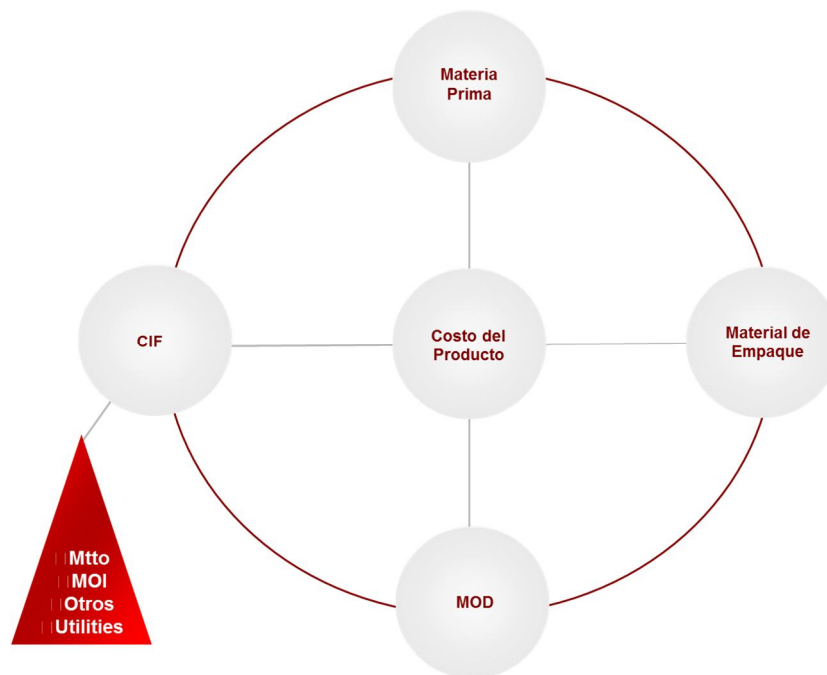 Materia
Prima
CIF
Costo del
Producto
Material de
Empaque
Mtto
MOI
Otros
Utilities
MOD